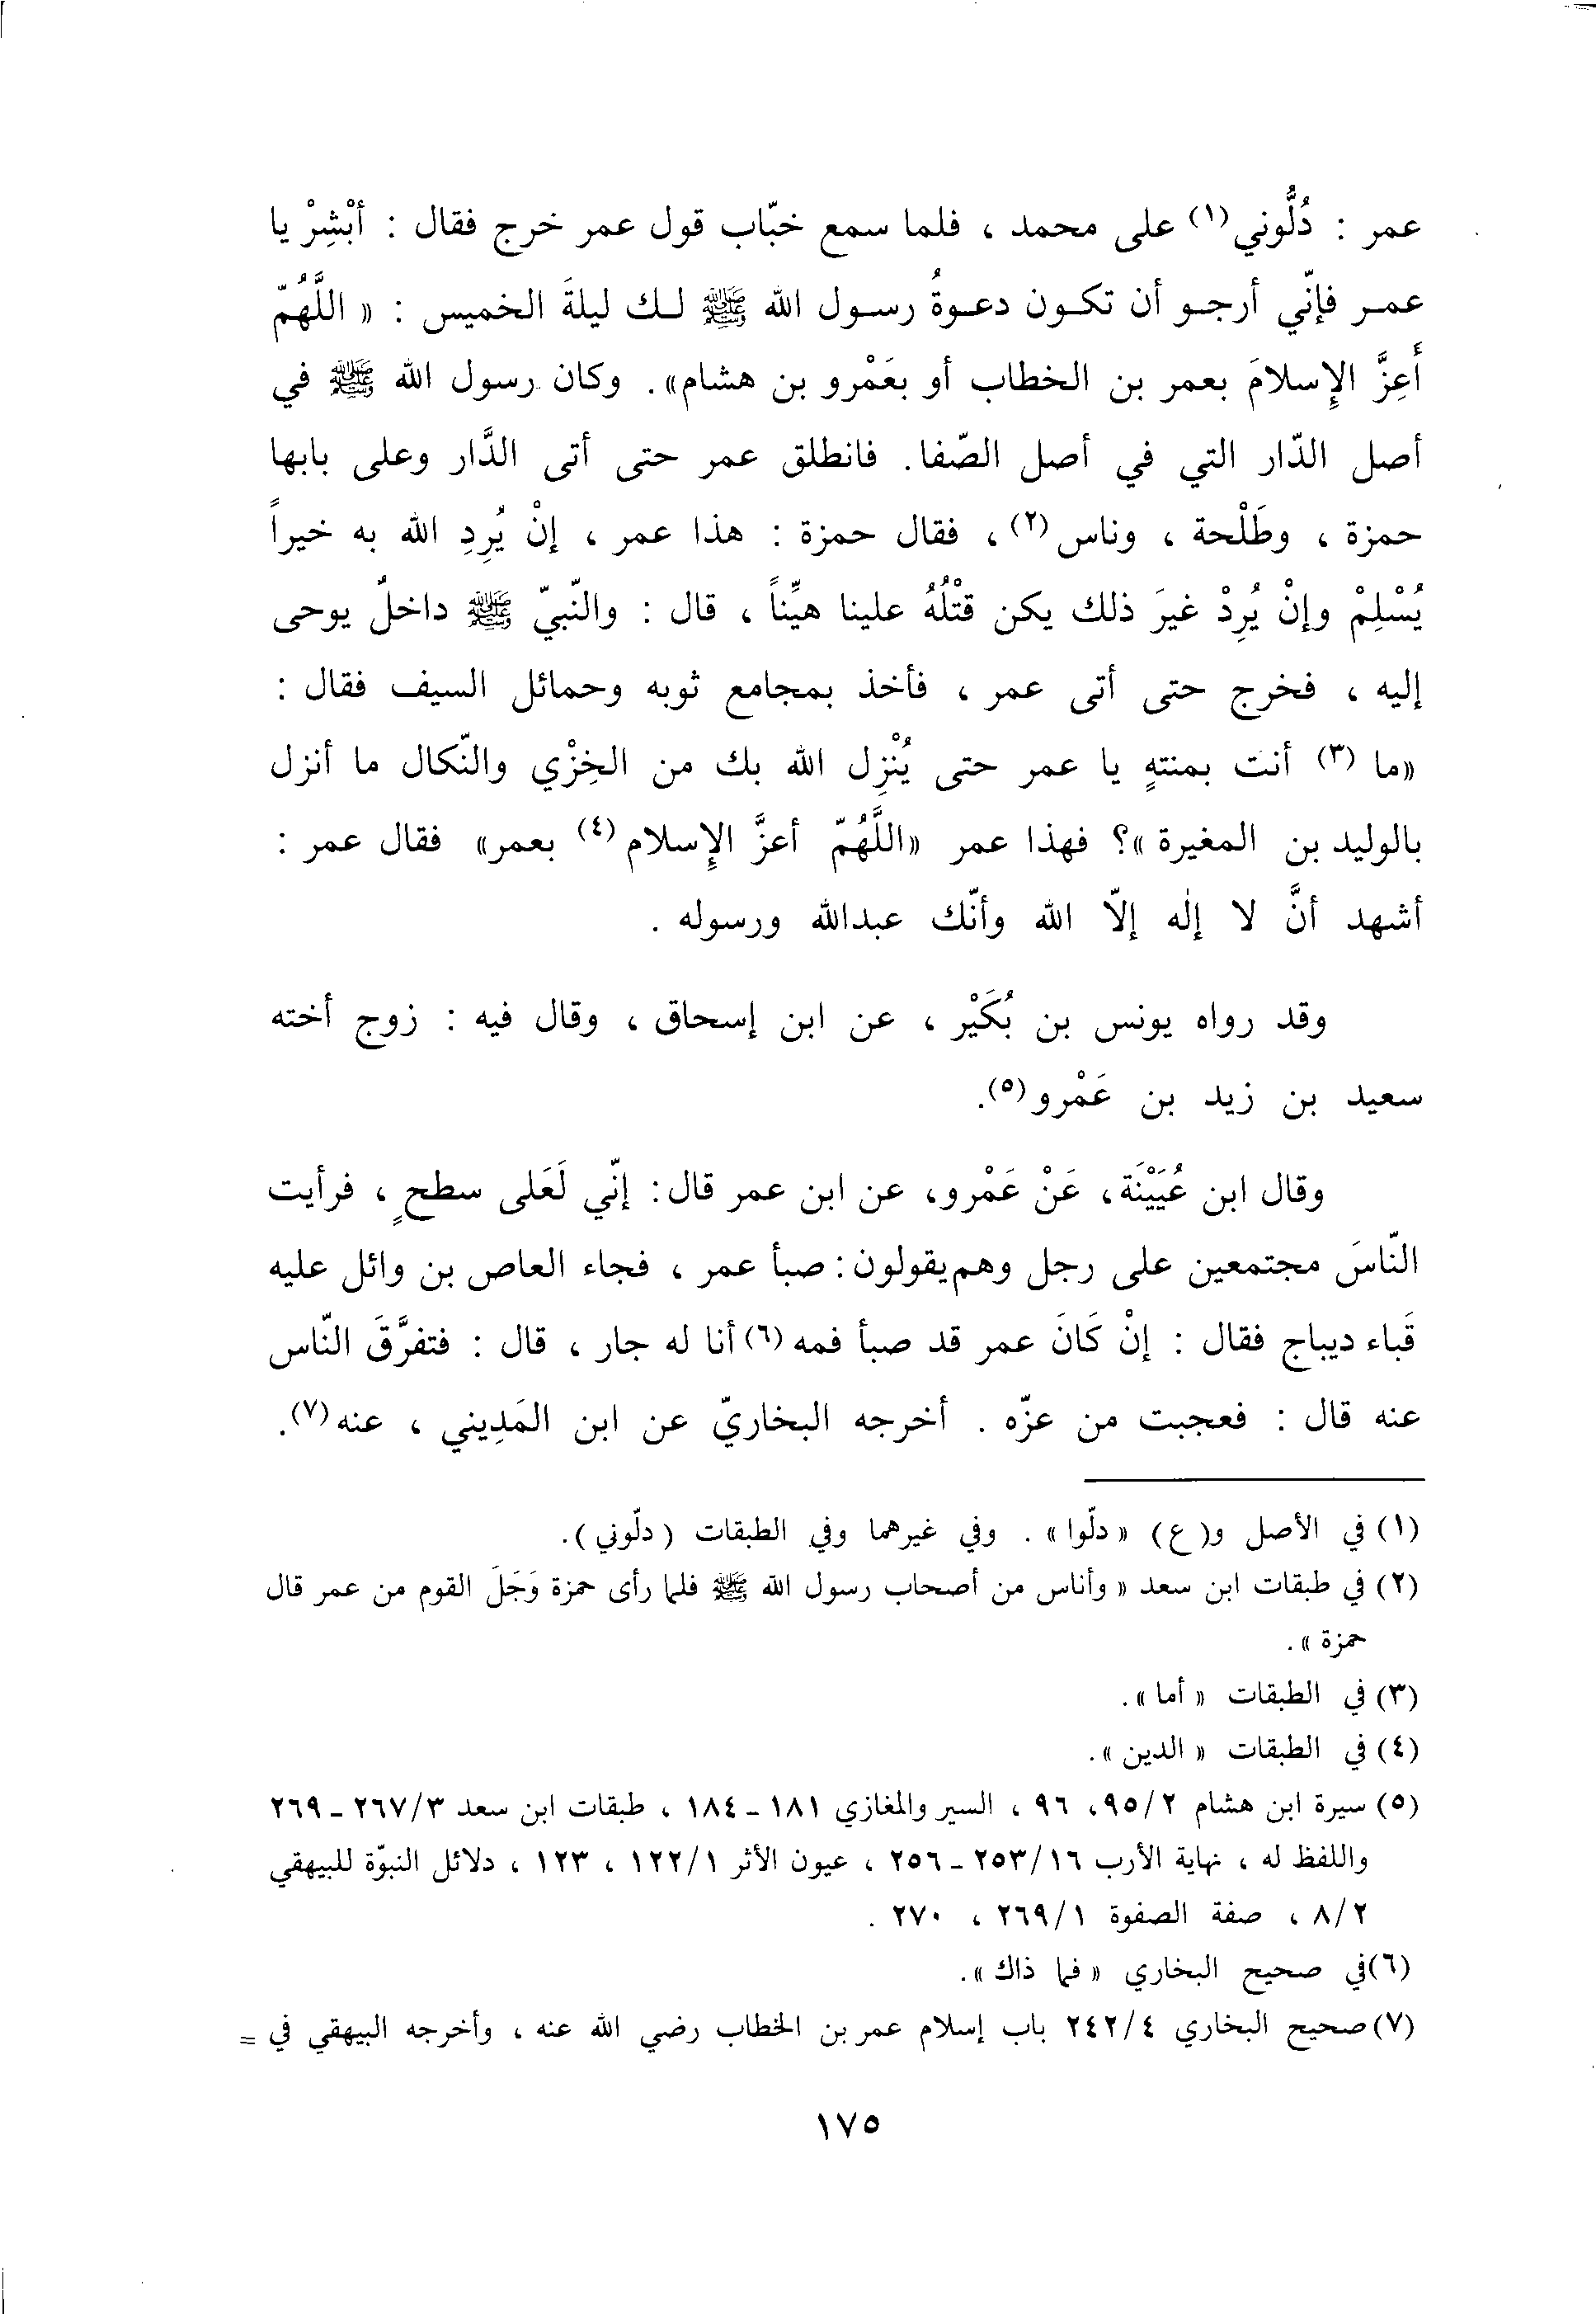 عمر : دُلُّوني(١) على محمد ، فلما سمع خبّاب قول عمر خرج فقال : أبْشِرْ يا
عمـر فإنّي أرجـو أن تكـون دعـوةُ رسـول الله ﷺ لـك ليلةَ الخميس : « اللَّهُمّ
أَعِزَّ الإِسلامَ بعمر بن الخطاب أو بعَمْرو بن هشام». وكان رسول الله ﷺ في
أصل الدّار التي في أصل الصّفا. فانطلق عمر حتى أتى الدَّار وعلى بابها
حمزة ، وطَلْحة ، وناس(٢) ، فقال حمزة : هذا عمر ، إنْ يُرِدِ الله به خيراً
يُسْلِمْ وإنْ يُرِدْ غيرَ ذلك يكن قتْلُهُ علينا هيِّناً ، قال : والنّبيّ ﷺ داخلٌ يوحى
إليه ، فخرج حتى أتى عمر ، فأخذ بمجامع ثوبه وحمائل السيف فقال :
«ما (٣) أنت بمنتهٍ يا عمر حتى يُنْزِل الله بك من الخِزْي والنّكال ما أنزل
بالوليد بن المغيرة »؟ فهذا عمر «اللَّهُمّ أعزَّ الإِسلام(٤) بعمر» فقال عمر :
أشهد أنَّ لا إلٰه إلاّ الله وأنّك عبدالله ورسوله .
وقد رواه يونس بن بُكَيْر ، عن ابن إسحاق ، وقال فيه : زوج أخته
سعيد بن زيد بن عَمْرو(٥).
وقال ابن عُيَيْنَة، عَنْ عَمْرو، عن ابن عمر قال: إنّي لَعَلى سطحٍ ، فرأيت
النّاسَ مجتمعين على رجل وهم يقولون: صبأ عمر ، فجاء العاص بن وائل عليه
قَباء ديباج فقال : إنْ كَانَ عمر قد صبأ فمه(٦) أنا له جار ، قال : فتفرَّقَ النّاس
عنه قال : فعجبت من عزّه . أخرجه البخاريّ عن ابن المَدِيني ، عنه(٧).
(١) في الأصل و(ع) « دلّوا» . وفي غيرهما وفي الطبقات ( دلّوني).
(٢) في طبقات ابن سعد « وأناس من أصحاب رسول الله ﷺ فلما رأى حمزة وَجَلَ القوم من عمر قال
حمزة ».
(٣) في الطبقات « أما ».
(٤) في الطبقات « الدين ».
(٥) سيرة ابن هشام ٩٥/٢، ٩٦ ، السير والمغازي ١٨١ - ١٨٤ ، طبقات ابن سعد ٢٦٧/٣ - ٢٦٩
واللفظ له ، نهاية الأرب ٢٥٣/١٦ - ٢٥٦ ، عيون الأثر ١٢٢/١ ، ١٢٣ ، دلائل النبوّة للبيهقي
٨/٢ ، صفة الصفوة ٢٦٩/١ ، ٢٧٠ .
(٦) في صحيح البخاري « فما ذاك ».
(٧) صحيح البخاري ٢٤٢/٤ باب إسلام عمر بن الخطاب رضي الله عنه ، وأخرجه البيهقي في =
١٧٥